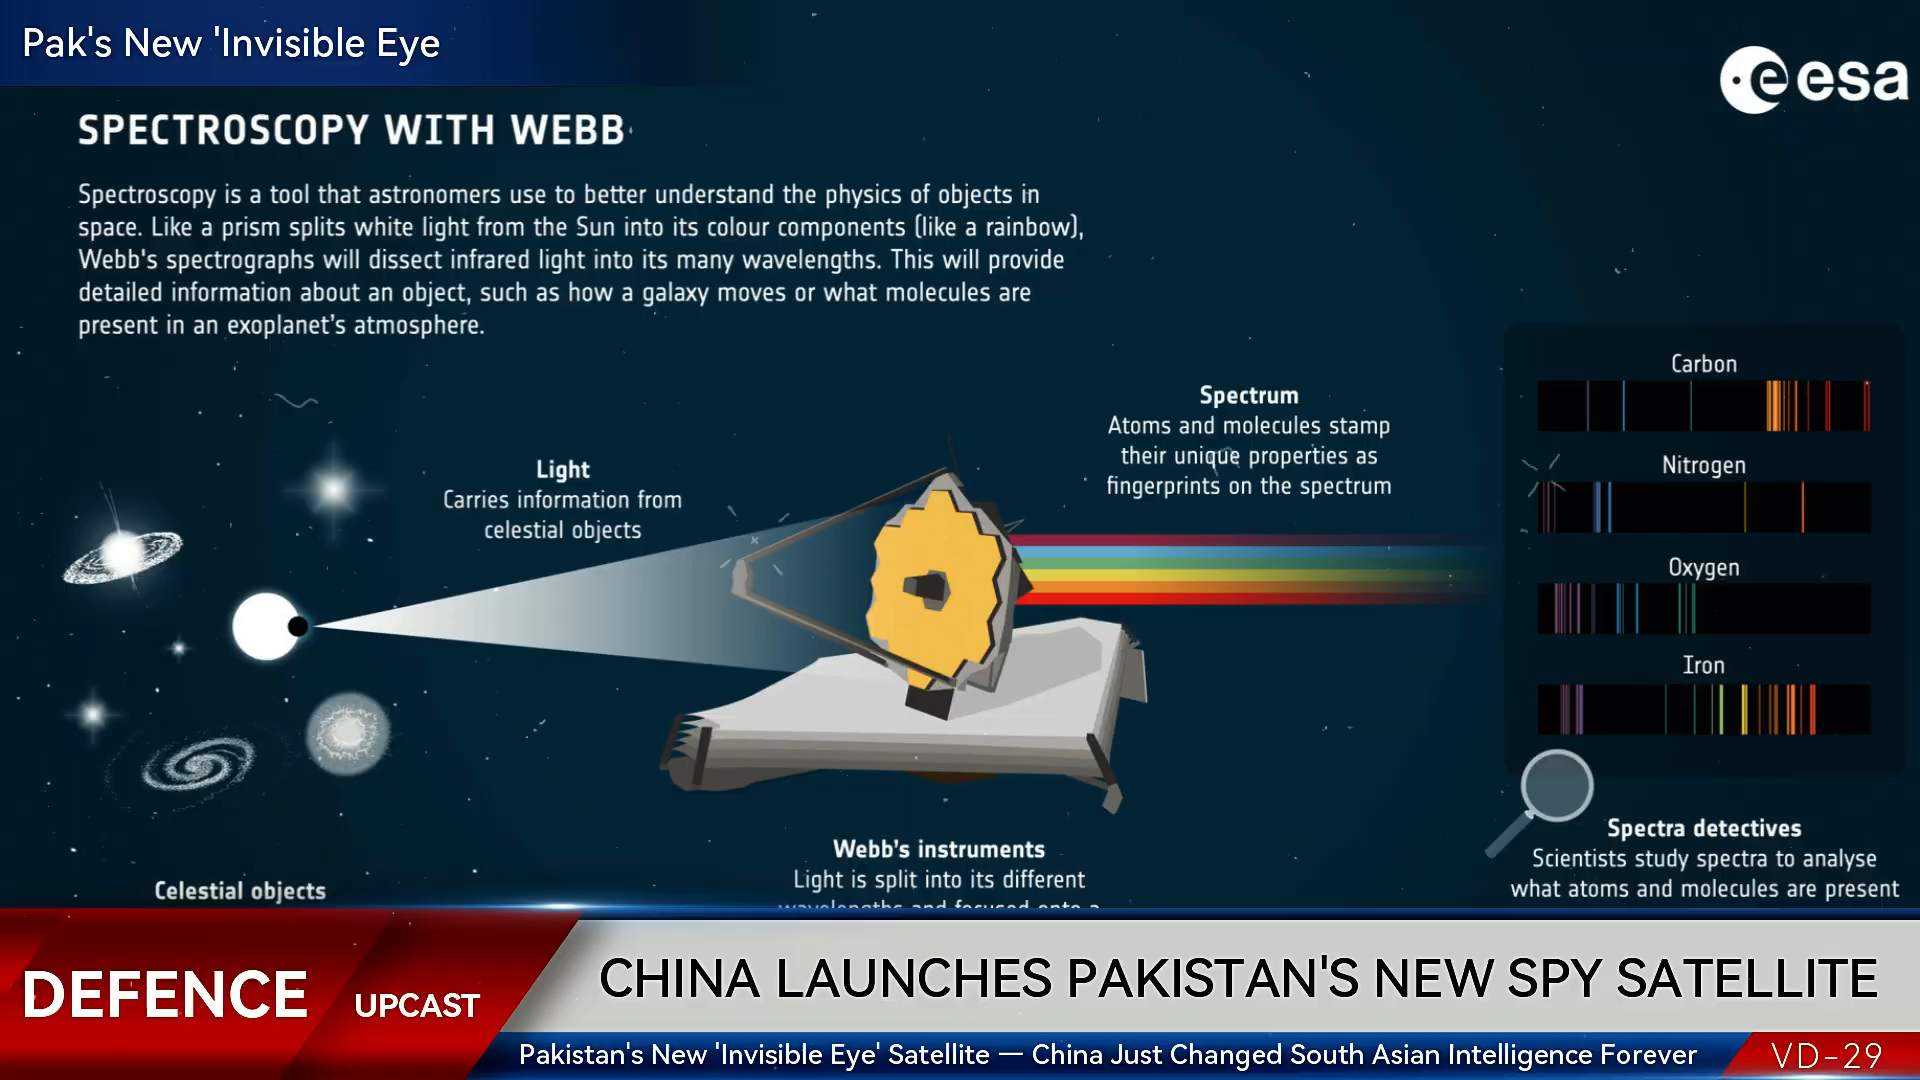 Pak's New 'Invisible Eye
esa
SPECTROSCOPY WITH WEBB
Spectroscopy is a tool that astronomers use to better understand the physics of objects in
space. Like a prism splits white light from the Sun into its colour components (like a rainbow),
Webb's spectrographs will dissect infrared light into its many wavelengths. This will provide
detailed information about an object, such as how a galaxy moves or what molecules are
present in an exoplanet's atmosphere.
Light
Carries information from
celestial objects
Spectrum
Atoms and molecules stamp
their unique properties as
fingerprints on the spectrum
Carbon
Nitrogen
Oxygen
Iron
Celestial objects
Webb's instruments
Light is split into its different
wavelengths and focused onto a
Spectra detectives
Scientists study spectra to analyse
what atoms and molecules are present
DEFENCE UPCAST
CHINA LAUNCHES PAKISTAN'S NEW SPY SATELLITE
Pakistan's New 'Invisible Eye' Satellite — China Just Changed South Asian Intelligence Forever
VD-29